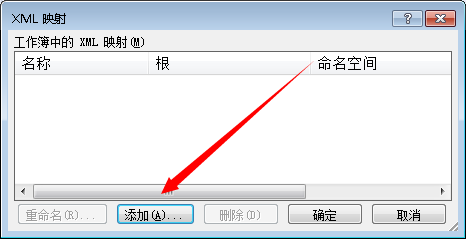 XML 映射
工作簿中的 XML 映射(M)
名称 根 命名空间
重命名(R)... 添加(A)... 删除(D) 确定 取消